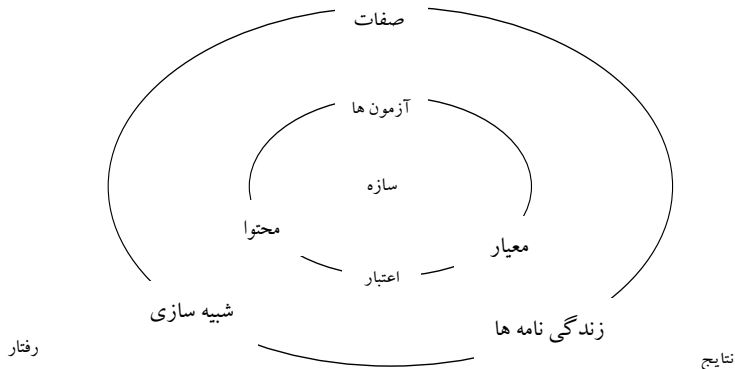 صفات
آزمون ها
سازه
محتوا
معیار
اعتبار
شبیه سازی
زندگی نامه ها
رفتار
نتایج